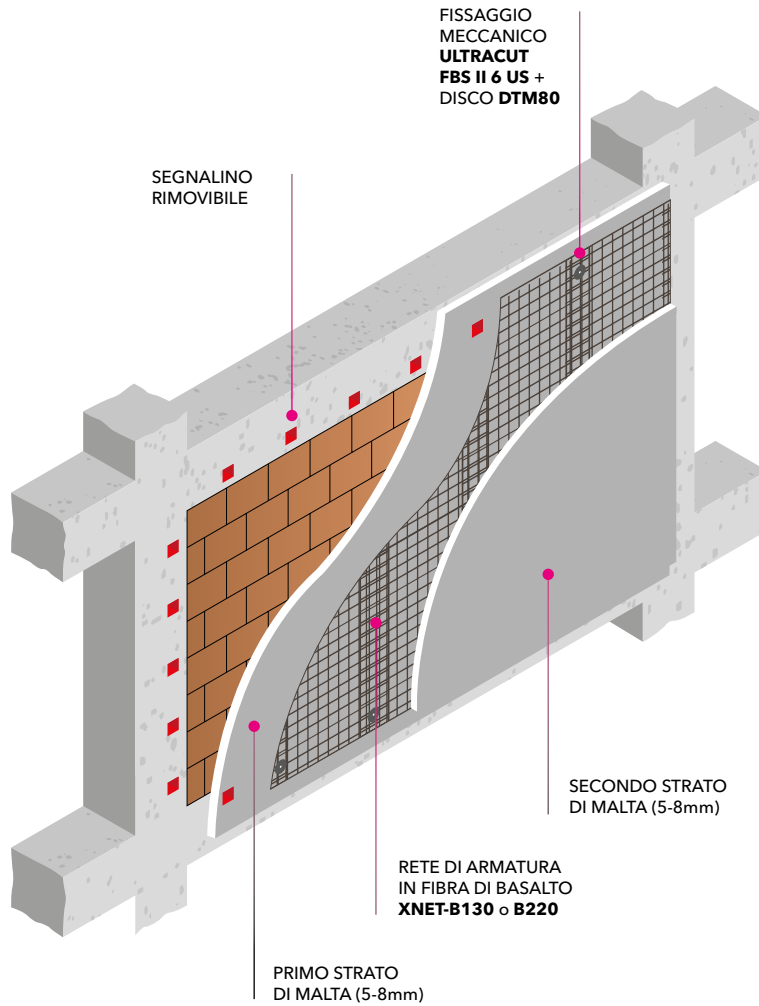 FISSAGGIO
MECCANICO
ULTRACUT
FBS II 6 US +
DISCO DTM80
SEGNALINO
RIMOVIBILE
SECONDO STRATO
DI MALTA (5-8mm)
RETE DI ARMATURA
IN FIBRA DI BASALTO
XNET-B130 o B220
PRIMO STRATO
DI MALTA (5-8mm)